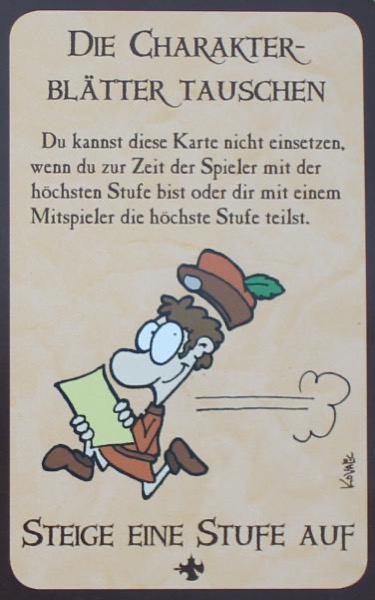 Die Charakter-
blätter tauschen
Du kannst diese Karte nicht einsetzen,
wenn du zur Zeit der Spieler mit der
höchsten Stufe bist oder dir mit einem
Mitspieler die höchste Stufe teilst.
Kovalic
Steige eine Stufe auf